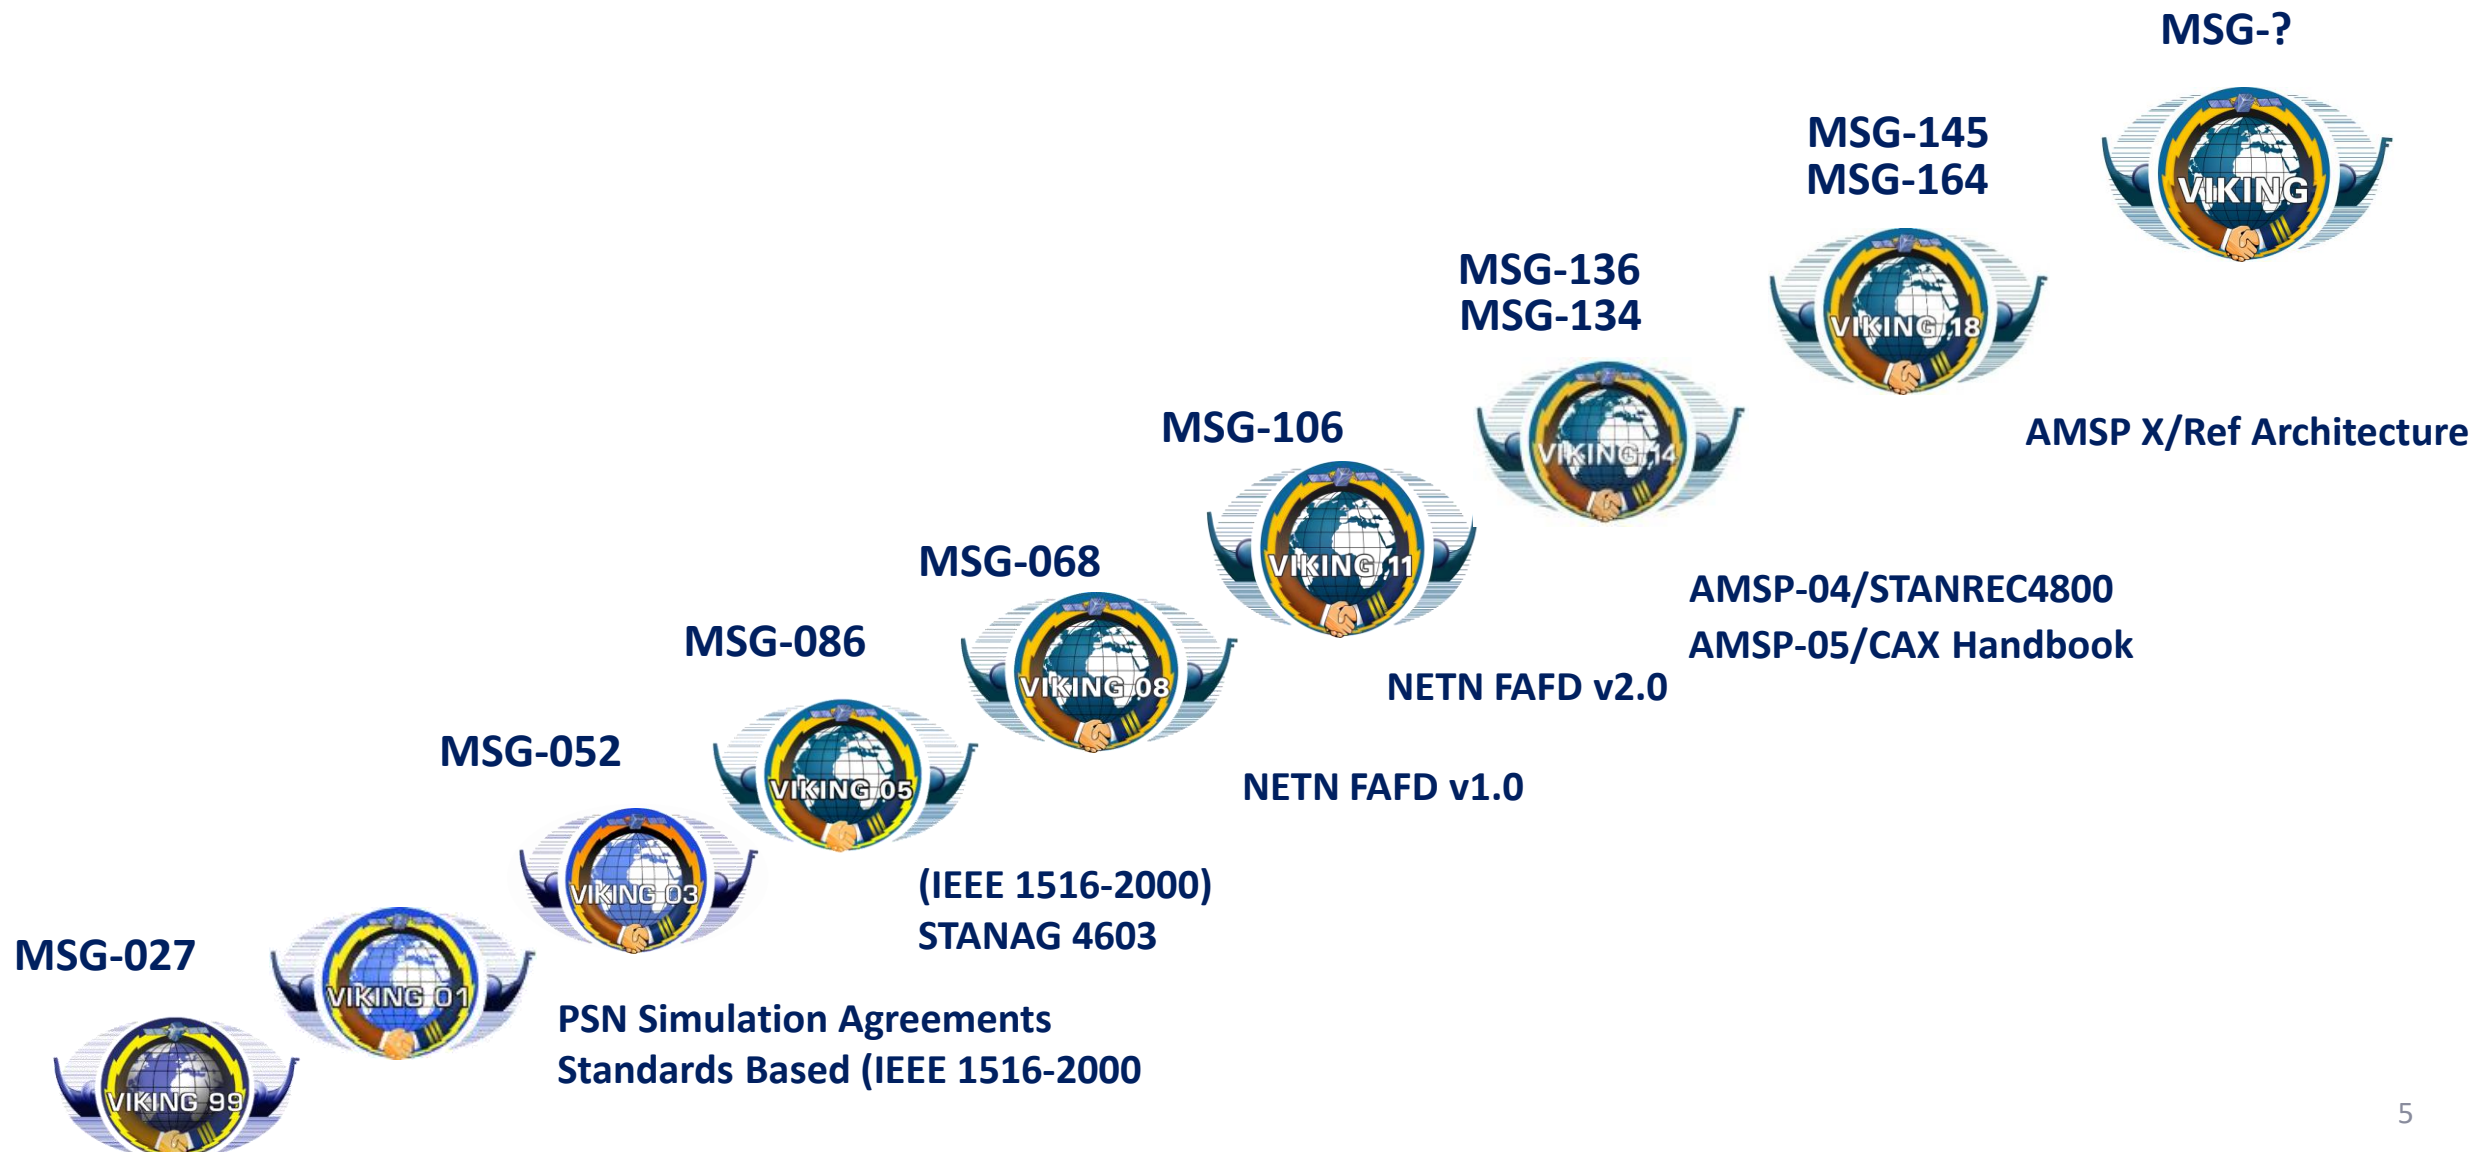 MSG-?
VIKING
MSG-145
MSG-164
VIKING 18
AMSP X/Ref Architecture
MSG-136
MSG-134
VIKING 14
AMSP-04/STANREC4800
AMSP-05/CAX Handbook
MSG-106
VIKING 11
NETN FAFD v2.0
MSG-068
VIKING 08
NETN FAFD v1.0
MSG-086
VIKING 05
(IEEE 1516-2000)
STANAG 4603
MSG-052
VIKING 03
PSN Simulation Agreements
Standards Based (IEEE 1516-2000
VIKING 01
MSG-027
VIKING 99
5